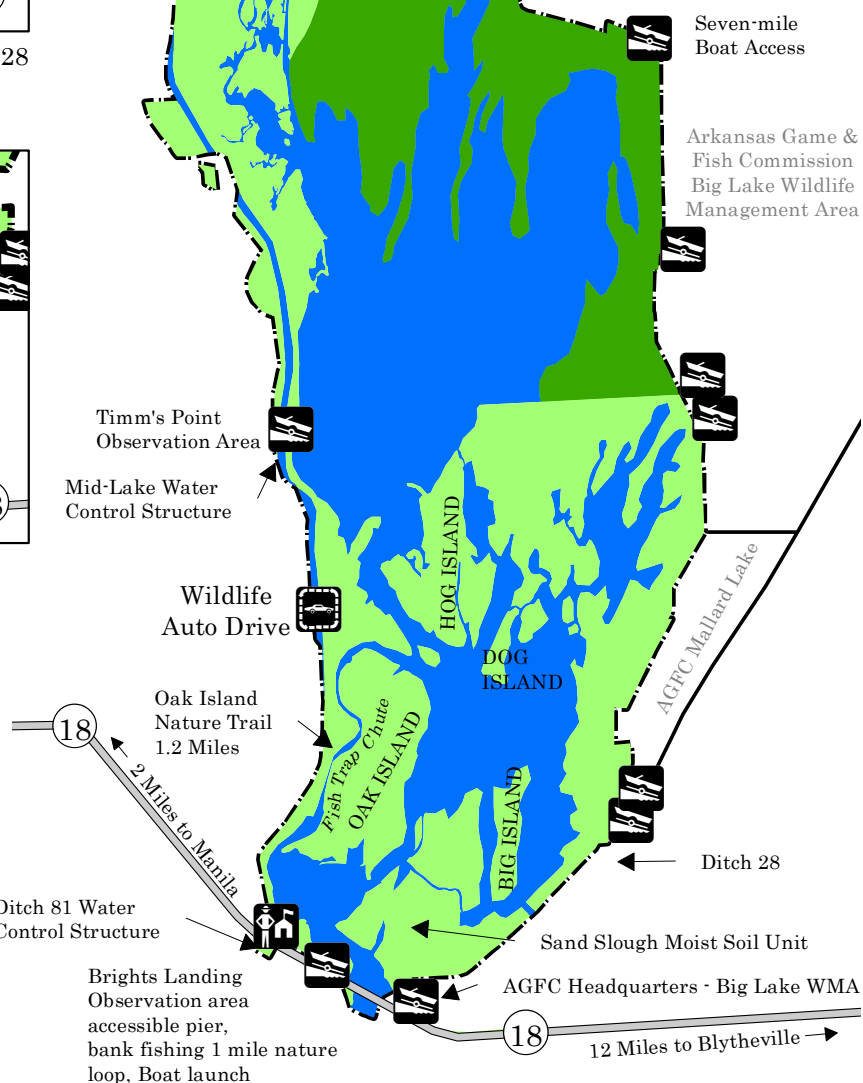 Seven-mile
Boat Access
28
Arkansas Game &
Fish Commission
Big Lake Wildlife
Management Area
Timm's Point
Observation Area
Mid-Lake Water
Control Structure
HOG ISLAND
Wildlife
Auto Drive
AGFC Mallard Lake
DOG
ISLAND
Oak Island
Nature Trail
1.2 Miles
Fish Trap C'hute
OAK ISLAND
18
2 Miles to Manila
BIG ISLAND
Ditch 28
Ditch 81 Water
Control Structure
Sand Slough Moist Soil Unit
Brights Landing
Observation area
accessible pier,
bank fishing 1 mile nature
loop, Boat launch
AGFC Headquarters - Big Lake WMA
18
12 Miles to Blytheville